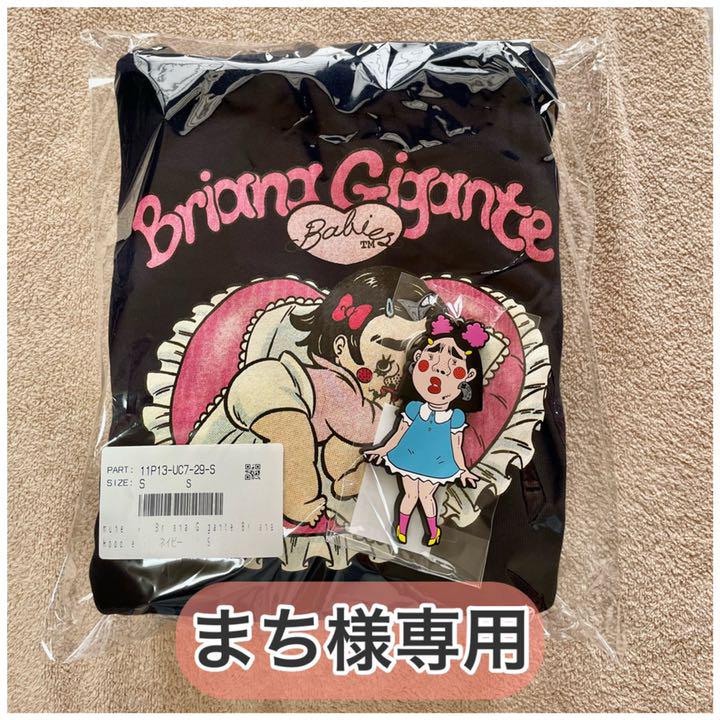 Briana Gigante
Babies
TM
PART: 11P13-UC7-29-S
SIZE: S S
ネイビー S
まち様専用